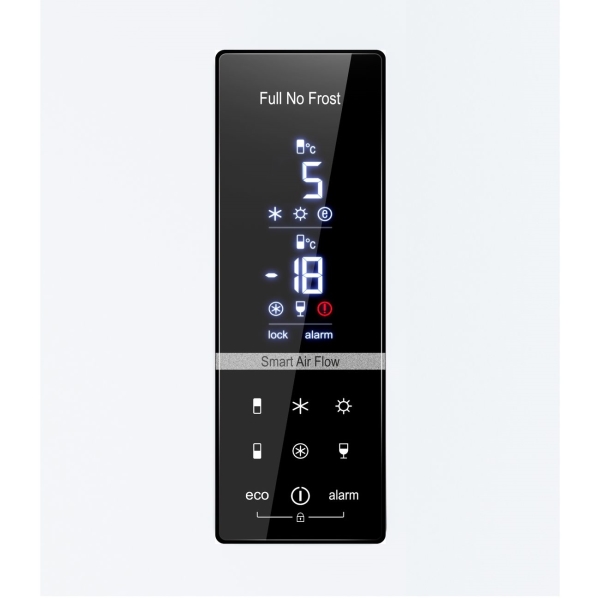 Full No Frost
°c
5
e
°c
-18
lock alarm
Smart Air Flow
eco alarm